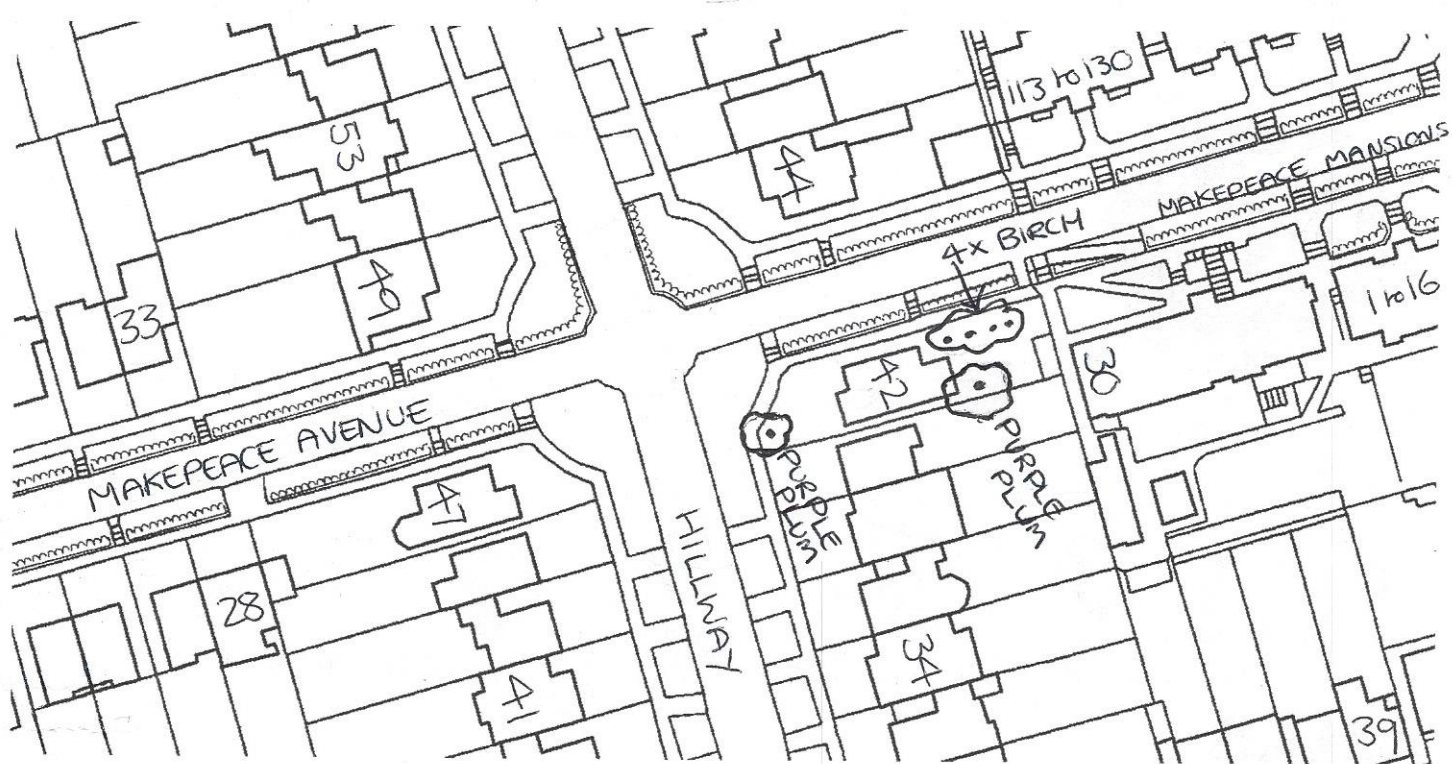 113 to 130
53
44
MAKEPEACE MANSIONS
4X BIRCH
49
33
1 to 16
42
30
MAKEPEACE AVENUE
PURPLE
PLUM
PURPLE
PLUM
47
HILLWAY
28
34
41
39